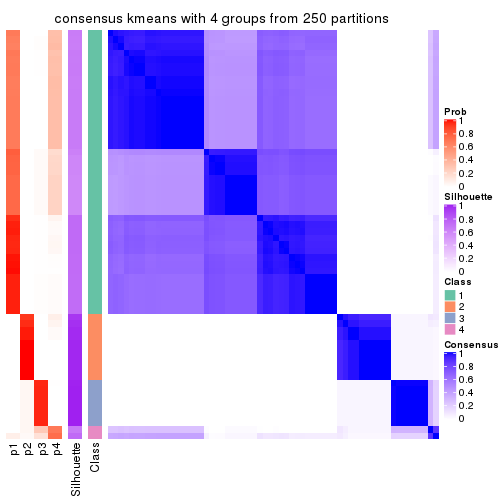 consensus kmeans with 4 groups from 250 partitions
Prob
1
0.8
0.6
0.4
0.2
0
Silhouette
1
0.8
0.6
0.4
0.2
0
Class
1
2
3
4
Consensus
1
0.8
0.6
0.4
0.2
0
p1
p2
p3
p4
Silhouette
Class